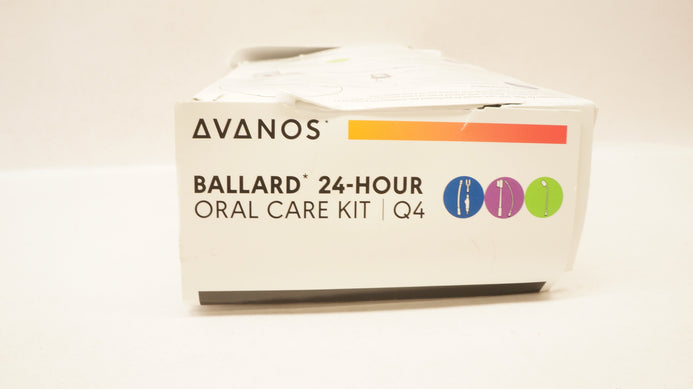 AVANOS*
BALLARD* 24-HOUR
ORAL CARE KIT | Q4